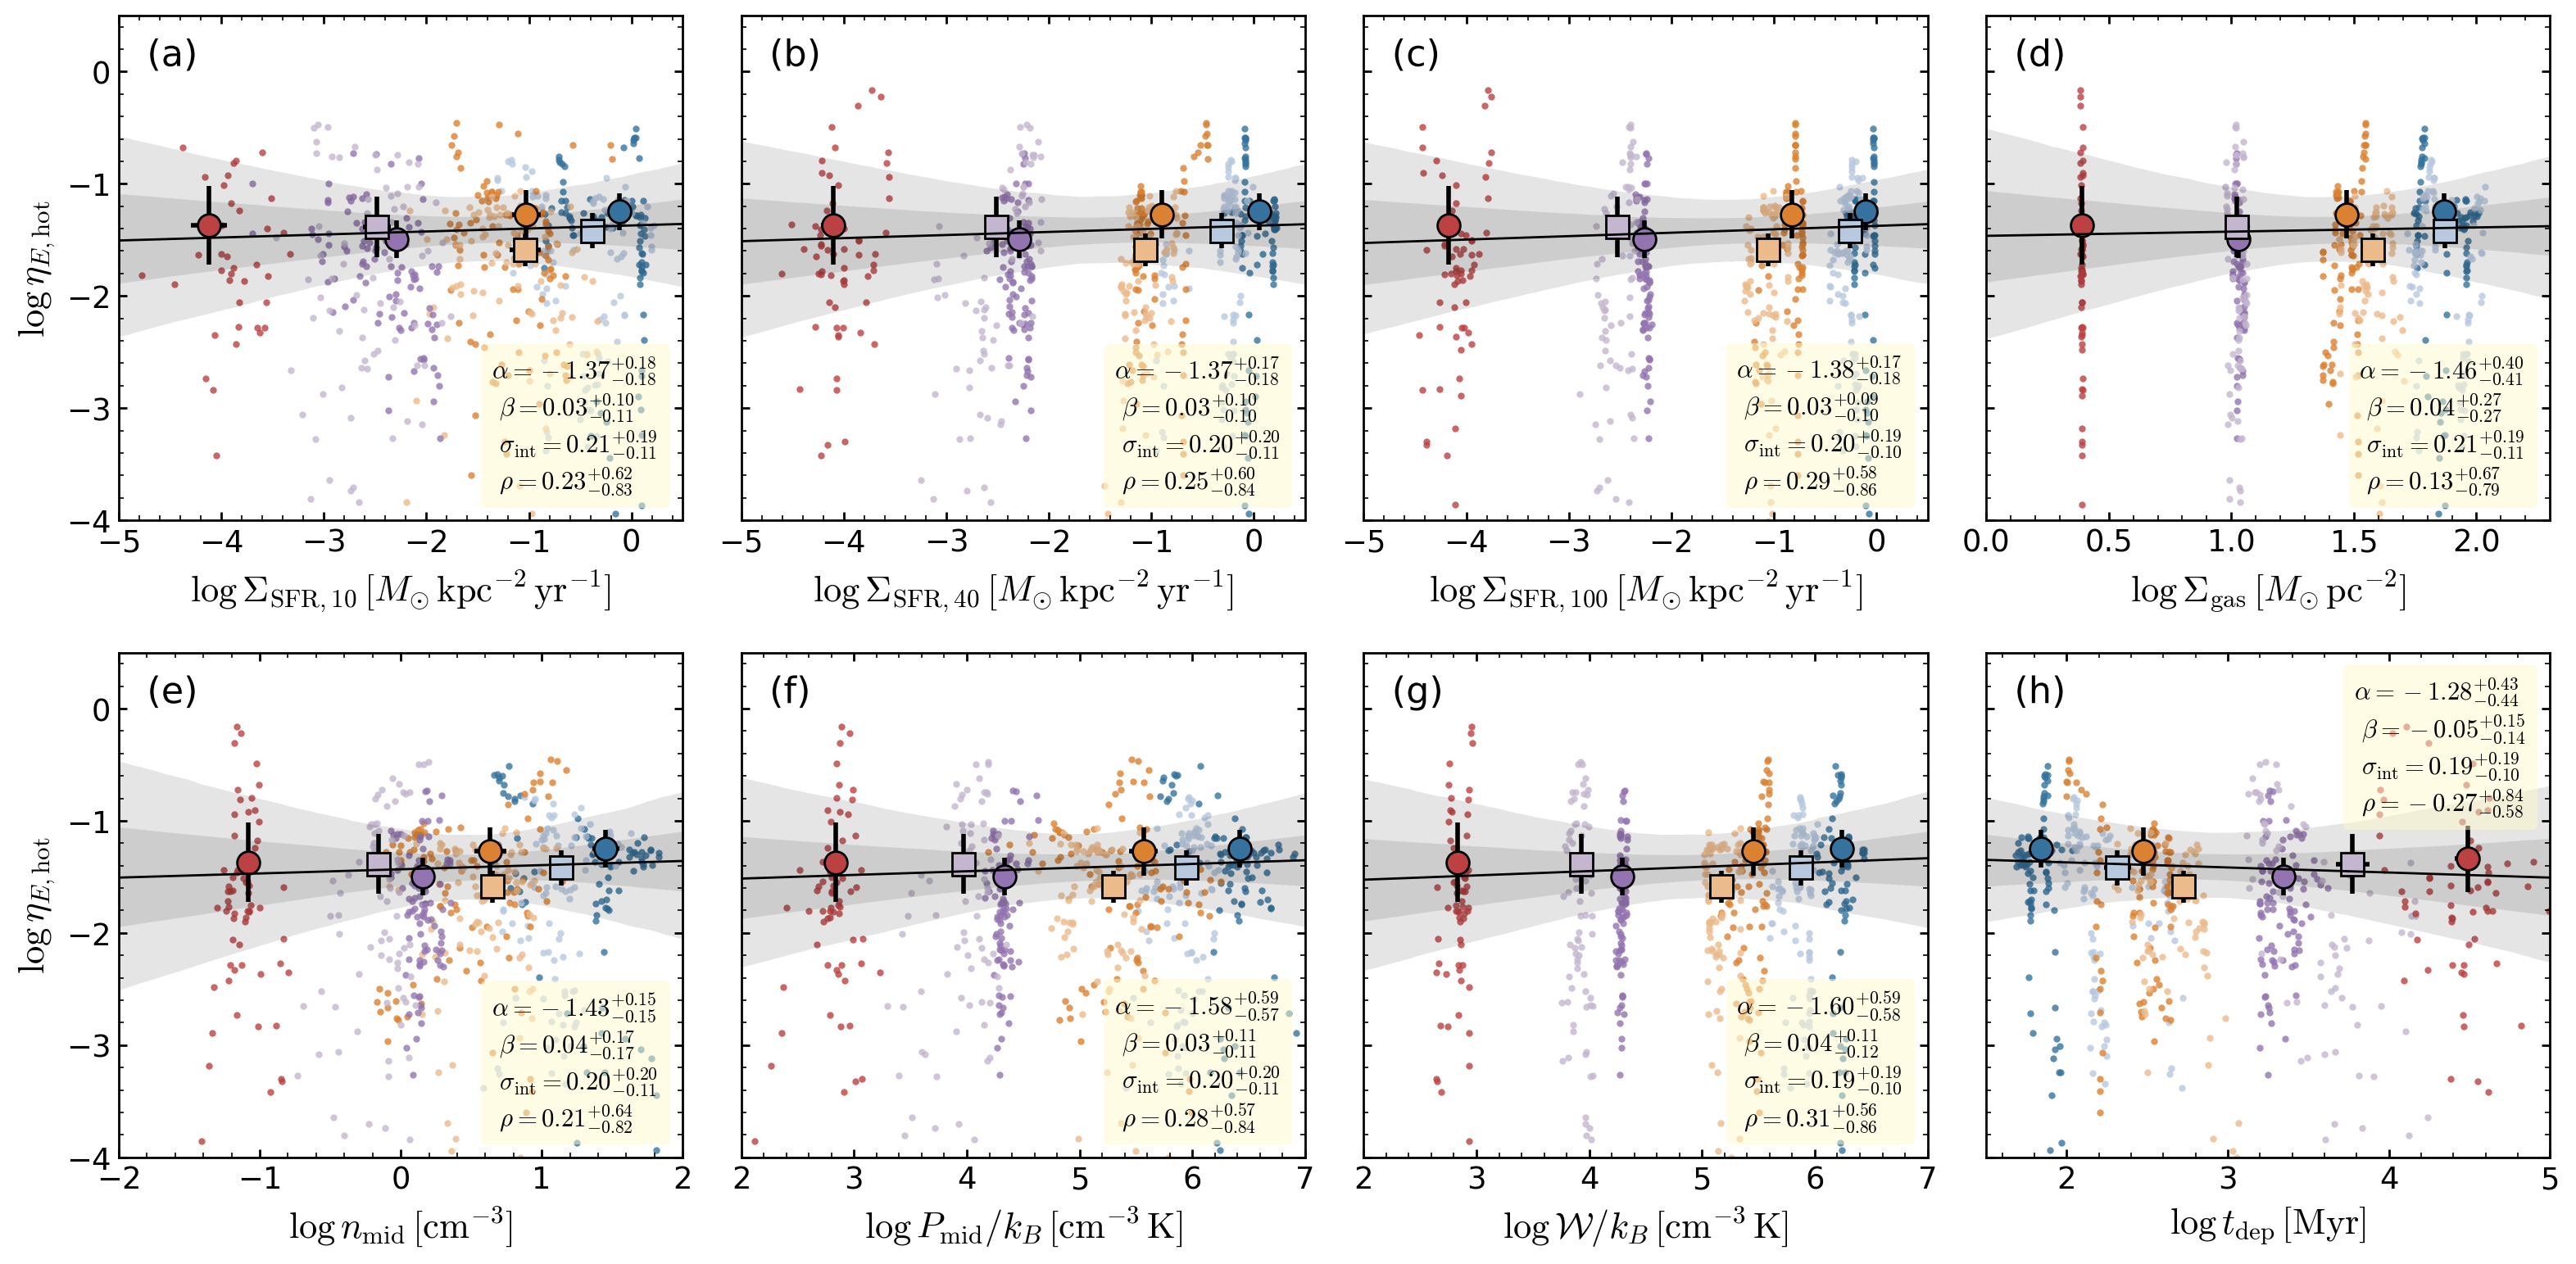 (a) (b) (c) (d)
0
−1
−2
−3
−4
log η_{E, hot}
α = −1.37^{+0.18}_{−0.18}
β = 0.03^{+0.10}_{−0.11}
σ_int = 0.21^{+0.19}_{−0.11}
ρ = 0.23^{+0.62}_{−0.83}
−5 −4 −3 −2 −1 0
log Σ_{SFR, 10} [M_⊙ kpc^{−2} yr^{−1}]
α = −1.37^{+0.17}_{−0.18}
β = 0.03^{+0.10}_{−0.10}
σ_int = 0.20^{+0.20}_{−0.11}
ρ = 0.25^{+0.60}_{−0.84}
−5 −4 −3 −2 −1 0
log Σ_{SFR, 40} [M_⊙ kpc^{−2} yr^{−1}]
α = −1.38^{+0.17}_{−0.18}
β = 0.03^{+0.09}_{−0.10}
σ_int = 0.20^{+0.19}_{−0.10}
ρ = 0.29^{+0.58}_{−0.86}
−5 −4 −3 −2 −1 0
log Σ_{SFR, 100} [M_⊙ kpc^{−2} yr^{−1}]
α = −1.46^{+0.40}_{−0.41}
β = 0.04^{+0.27}_{−0.27}
σ_int = 0.21^{+0.19}_{−0.11}
ρ = 0.13^{+0.67}_{−0.79}
0.0 0.5 1.0 1.5 2.0
log Σ_gas [M_⊙ pc^{−2}]
(e) (f) (g) (h)
0
−1
−2
−3
−4
log η_{E, hot}
α = −1.43^{+0.15}_{−0.15}
β = 0.04^{+0.17}_{−0.17}
σ_int = 0.20^{+0.20}_{−0.11}
ρ = 0.21^{+0.64}_{−0.82}
−2 −1 0 1 2
log n_mid [cm^{−3}]
α = −1.58^{+0.59}_{−0.57}
β = 0.03^{+0.11}_{−0.11}
σ_int = 0.20^{+0.20}_{−0.11}
ρ = 0.28^{+0.57}_{−0.84}
2 3 4 5 6 7
log P_mid/k_B [cm^{−3} K]
α = −1.60^{+0.59}_{−0.58}
β = 0.04^{+0.11}_{−0.12}
σ_int = 0.19^{+0.19}_{−0.10}
ρ = 0.31^{+0.56}_{−0.86}
2 3 4 5 6 7
log 𝒲/k_B [cm^{−3} K]
α = −1.28^{+0.43}_{−0.44}
β = −0.05^{+0.15}_{−0.14}
σ_int = 0.19^{+0.19}_{−0.10}
ρ = −0.27^{+0.84}_{−0.58}
2 3 4 5
log t_dep [Myr]